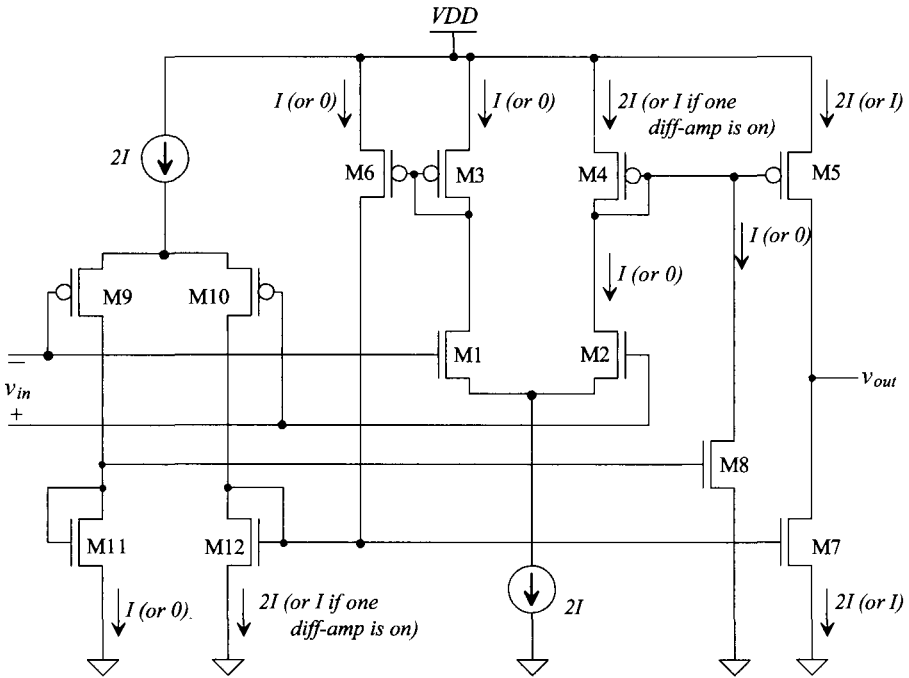 VDD
I (or 0)
I (or 0)
2I (or I if one
diff-amp is on)
2I (or I)
2I
M6
M3
M4
M5
I (or 0)
I (or 0)
M9
M10
M1
M2
−
v_in
+
v_out
M8
M11
M12
M7
I (or 0).
2I (or I if one
diff-amp is on)
2I
2I (or I)